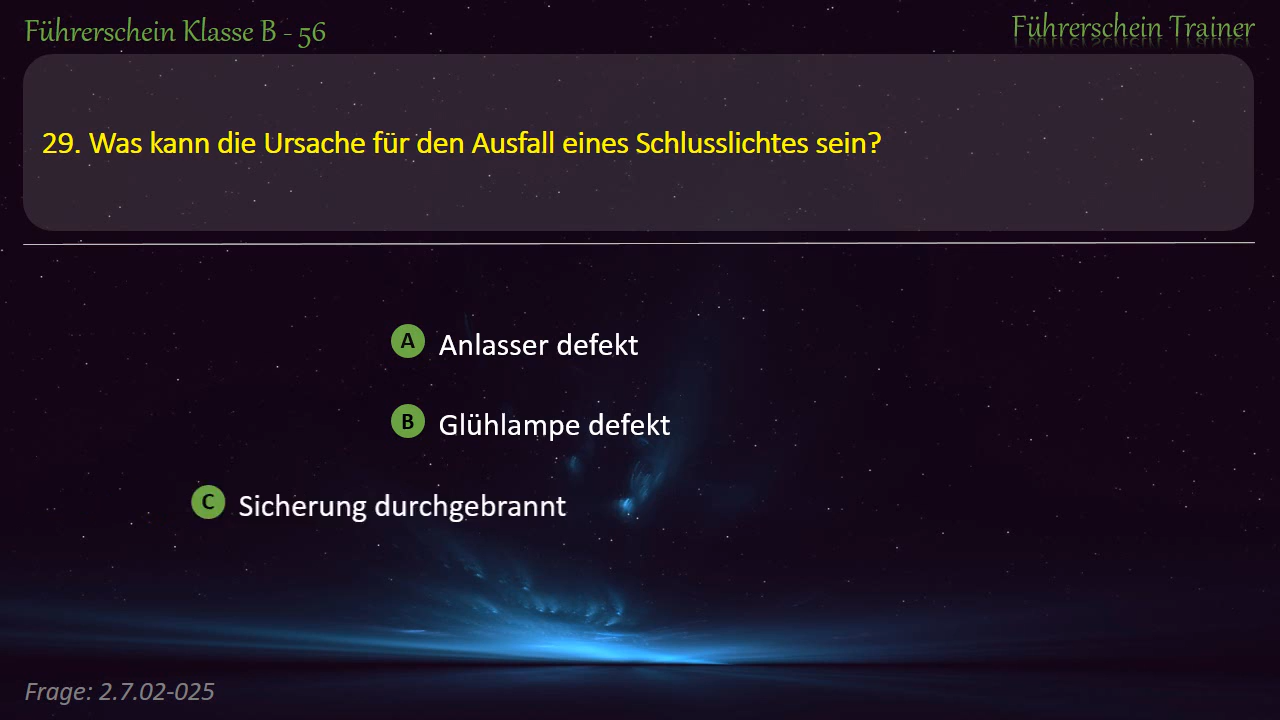 Führerschein Klasse B - 56
Führerschein Trainer
29. Was kann die Ursache für den Ausfall eines Schlusslichtes sein?
A Anlasser defekt
B Glühlampe defekt
C Sicherung durchgebrannt
Frage: 2.7.02-025